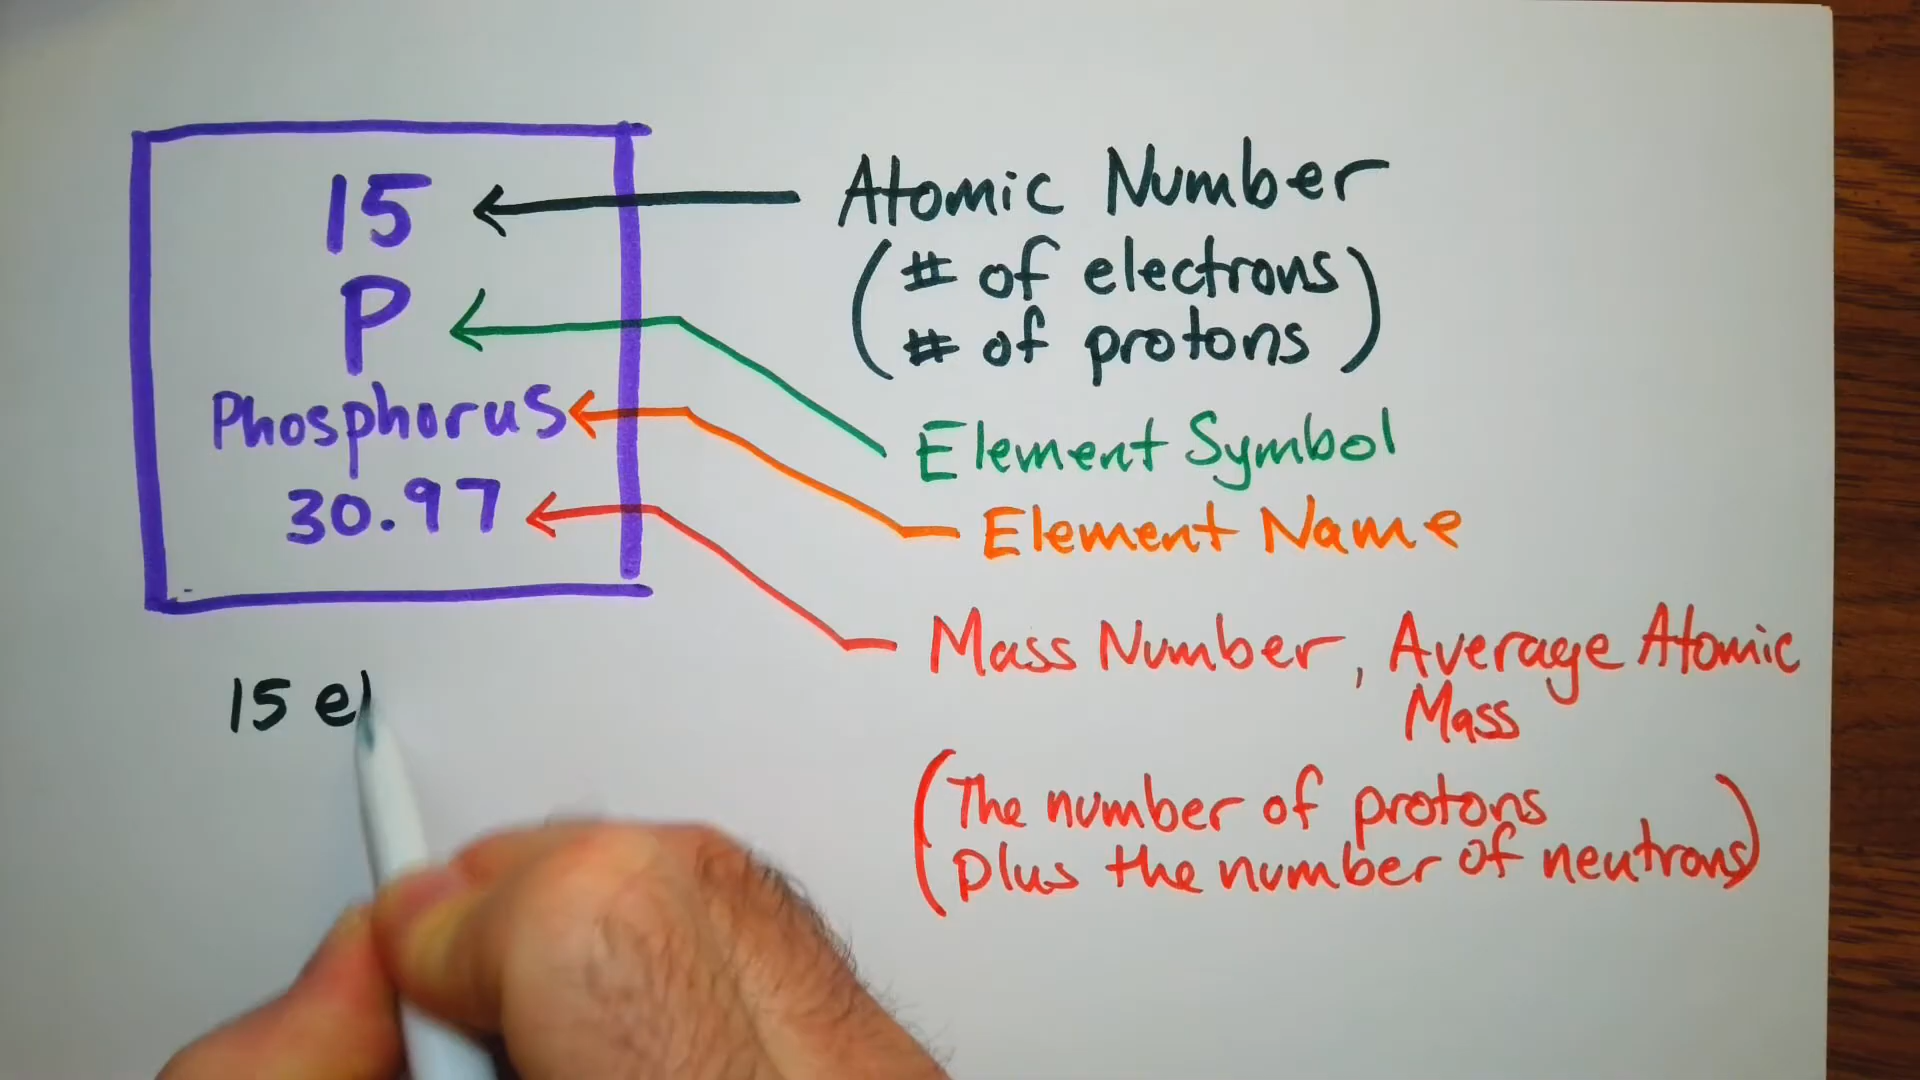 15
P
Phosphorus
30.97
15 el
Atomic Number
(# of electrons
# of protons)
Element Symbol
Element Name
Mass Number, Average Atomic
Mass
(The number of protons
plus the number of neutrons)